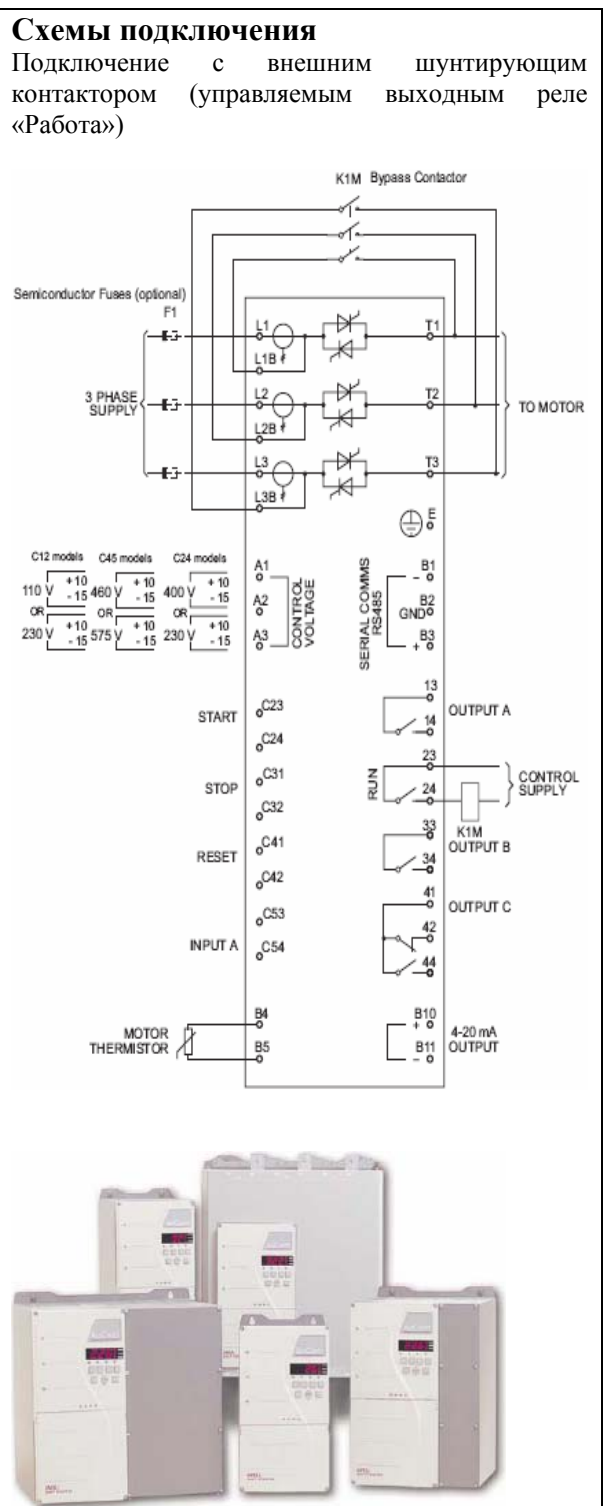 Схемы подключения
Подключение с внешним шунтирующим
контактором (управляемым выходным реле
«Работа»)
K1M Bypass Contactor
Semiconductor Fuses (optional)
F1
L1
T1
L1B
3 PHASE
SUPPLY
L2
T2
TO MOTOR
L2B
L3
T3
L3B
E
C12 models C45 models C24 models
110 V + 10 - 15 460 V + 10 - 15 400 V + 10 - 15
OR OR OR
230 V + 10 - 15 575 V + 10 - 15 230 V + 10 - 15
A1
A2
A3
CONTROL
VOLTAGE
SERIAL COMMS
RS485
- B1
GND B2
+ B3
START
C23
C24
STOP
C31
C32
RESET
C41
C42
INPUT A
C53
C54
13
14
OUTPUT A
RUN
23
24
CONTROL
SUPPLY
K1M
33
OUTPUT B
34
41
OUTPUT C
42
44
MOTOR
THERMISTOR
B4
B5
B10
+
4-20 mA
OUTPUT
B11
-